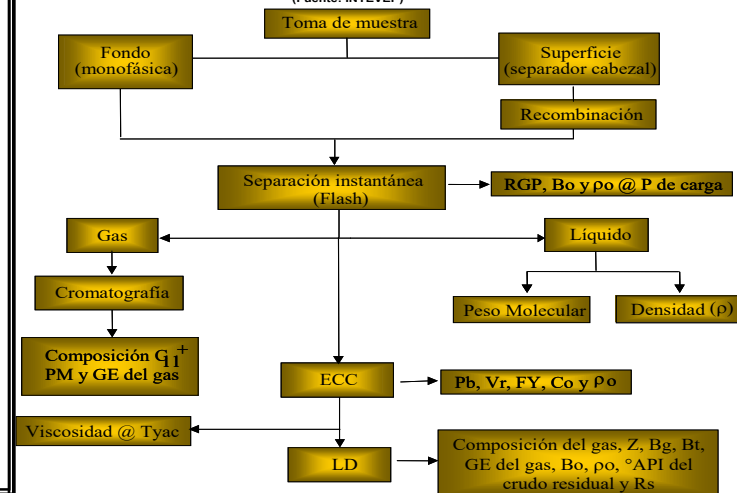 (Fuente: INTEVEP)
Toma de muestra
Fondo
(monofásica)
Superficie
(separador cabezal)
Recombinación
Separación instantánea
(Flash)
RGP, Bo y ρo @ P de carga
Gas
Líquido
Cromatografía
Peso Molecular
Densidad (ρ)
Composición C11+
PM y GE del gas
ECC
Pb, Vr, FY, Co y ρo
Viscosidad @ Tyac
LD
Composición del gas, Z, Bg, Bt,
GE del gas, Bo, ρo, °API del
crudo residual y Rs